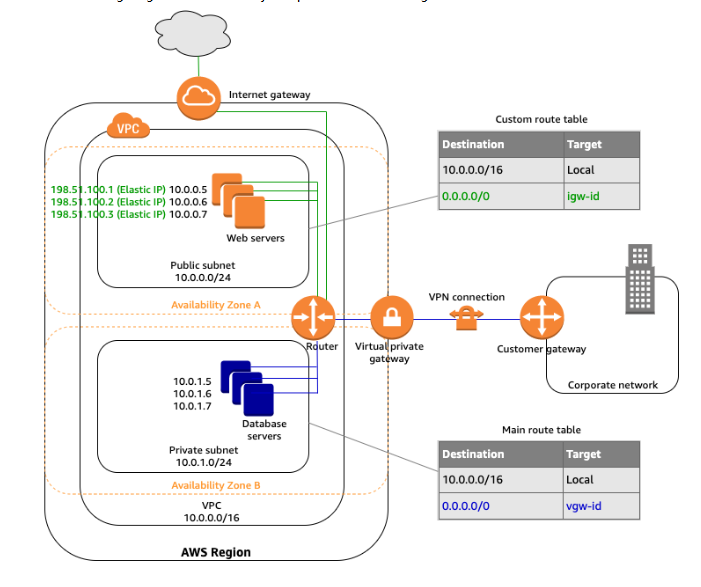 Internet gateway
VPC
Custom route table
Destination Target
10.0.0.0/16 Local
0.0.0.0/0 igw-id
198.51.100.1 (Elastic IP) 10.0.0.5
198.51.100.2 (Elastic IP) 10.0.0.6
198.51.100.3 (Elastic IP) 10.0.0.7
Web servers
Public subnet
10.0.0.0/24
Availability Zone A
VPN connection
Router
Virtual private
gateway
Customer gateway
Corporate network
10.0.1.5
10.0.1.6
10.0.1.7
Database
servers
Private subnet
10.0.1.0/24
Main route table
Destination Target
10.0.0.0/16 Local
0.0.0.0/0 vgw-id
Availability Zone B
VPC
10.0.0.0/16
AWS Region